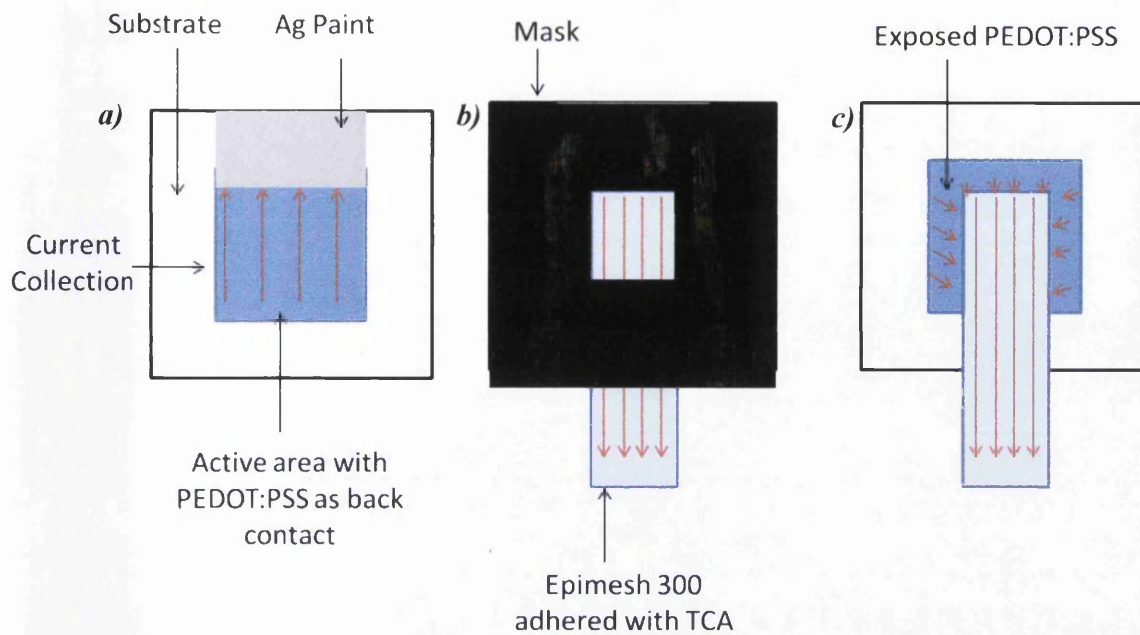 Substrate
Ag Paint
a)
Current
Collection
Active area with
PEDOT:PSS as back
contact
Mask
b)
Epimesh 300
adhered with TCA
Exposed PEDOT:PSS
c)